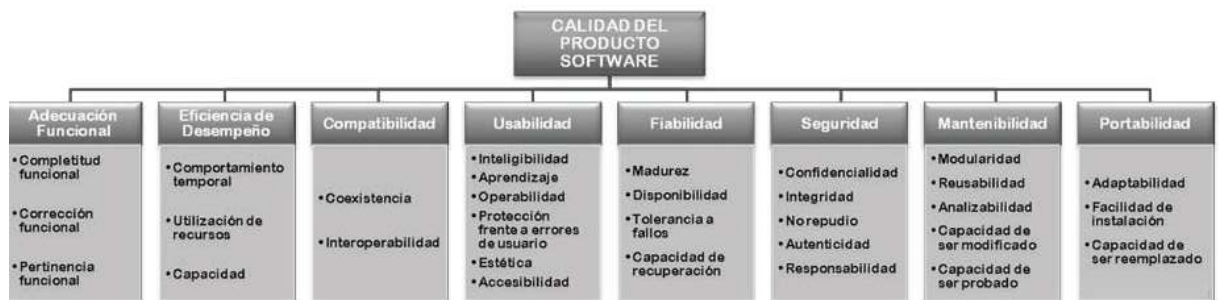 CALIDAD DEL
PRODUCTO
SOFTWARE
Adecuación
Funcional
• Completitud
funcional
• Corrección
funcional
• Pertinencia
funcional
Eficiencia de
Desempeño
• Comportamiento
temporal
• Utilización de
recursos
• Capacidad
Compatibilidad
• Coexistencia
• Interoperabilidad
Usabilidad
• Inteligibilidad
• Aprendizaje
• Operabilidad
• Protección
frente a errores
de usuario
• Estética
• Accesibilidad
Fiabilidad
• Madurez
• Disponibilidad
• Tolerancia a
fallos
• Capacidad de
recuperación
Seguridad
• Confidencialidad
• Integridad
• No repudio
• Autenticidad
• Responsabilidad
Mantenibilidad
• Modularidad
• Reusabilidad
• Analizabilidad
• Capacidad de
ser modificado
• Capacidad de
ser probado
Portabilidad
• Adaptabilidad
• Facilidad de
instalación
• Capacidad de
ser reemplazado